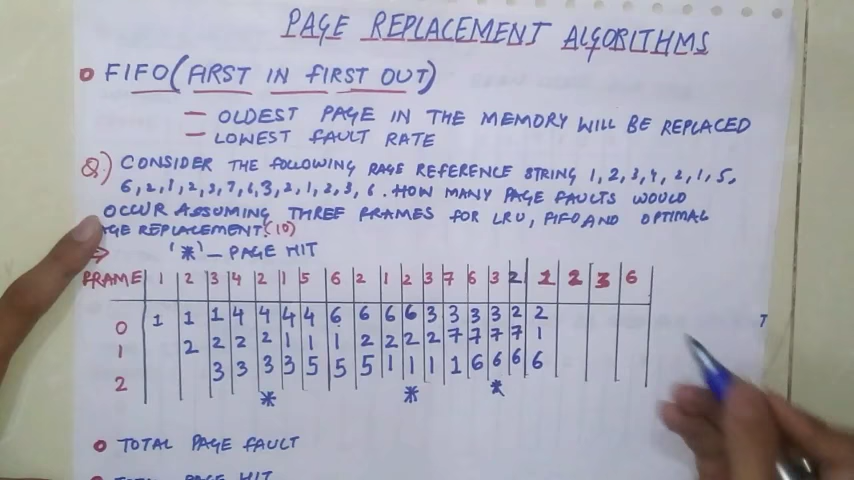 PAGE REPLACEMENT ALGORITHMS
FIFO (FIRST IN FIRST OUT)
— OLDEST PAGE IN THE MEMORY WILL BE REPLACED
— LOWEST FAULT RATE
Q.) CONSIDER THE FOLLOWING PAGE REFERENCE STRING 1, 2, 3, 4, 2, 1, 5,
6, 2, 1, 2, 3, 7, 6, 3, 2, 1, 2, 3, 6. HOW MANY PAGE FAULTS WOULD
OCCUR ASSUMING THREE FRAMES FOR LRU, FIFO AND OPTIMAL
AGE REPLACEMENT (10)
⇒ '*' — PAGE HIT
FRAME 1 2 3 4 2 1 5 6 2 1 2 3 7 6 3 2 1 2 3 6
0 1 1 1 4 4 4 4 6 6 6 6 3 3 3 3 2 2
1 2 2 2 2 1 1 1 2 2 2 2 7 7 7 7 1
2 3 3 3 3 5 5 5 1 1 1 1 6 6 6 6
* * *
TOTAL PAGE FAULT
TOTAL PAGE HIT